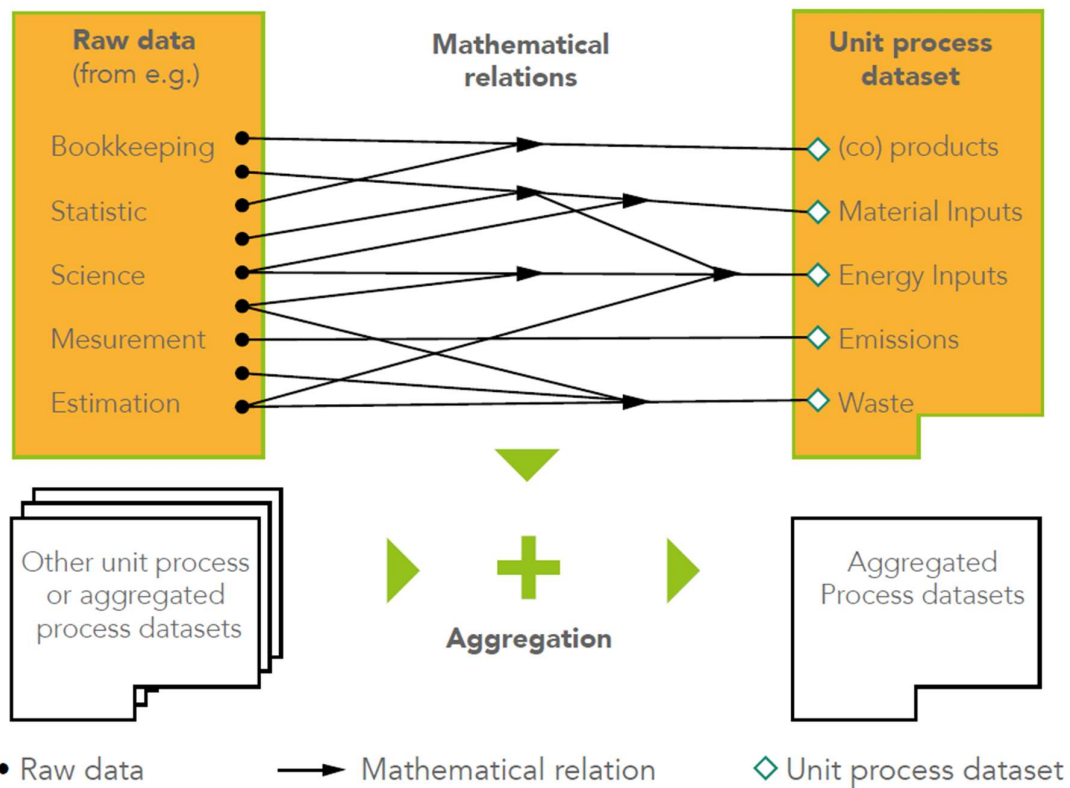 Raw data
(from e.g.)
Bookkeeping
Statistic
Science
Mesurement
Estimation
Mathematical
relations
Unit process
dataset
(co) products
Material Inputs
Energy Inputs
Emissions
Waste
Other unit process
or aggregated
process datasets
Aggregation
Aggregated
Process datasets
Raw data
Mathematical relation
Unit process dataset